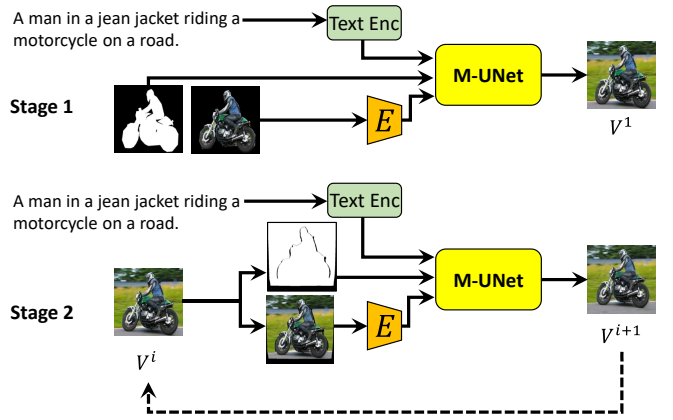 A man in a jean jacket riding a
motorcycle on a road.
Text Enc
M-UNet
Stage 1
E
V¹
A man in a jean jacket riding a
motorcycle on a road.
Text Enc
M-UNet
Stage 2
E
Vⁱ
Vⁱ⁺¹